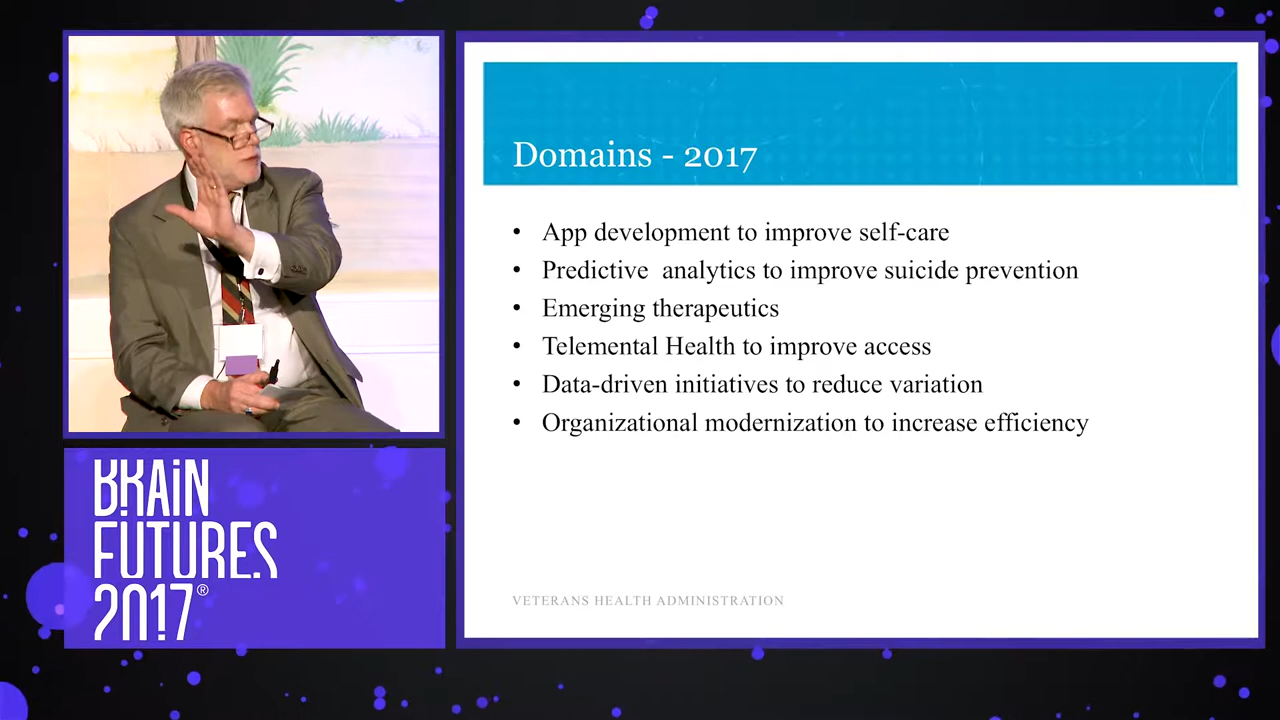 BRAIN
FUTURES
2017®
Domains - 2017
• App development to improve self-care
• Predictive  analytics to improve suicide prevention
• Emerging therapeutics
• Telemental Health to improve access
• Data-driven initiatives to reduce variation
• Organizational modernization to increase efficiency
VETERANS HEALTH ADMINISTRATION